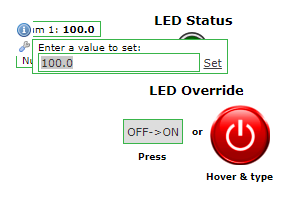 LED Status
um 1: 100.0
Enter a value to set:
100.0 Set
Nu
LED Override
OFF->ON or
Press
Hover & type